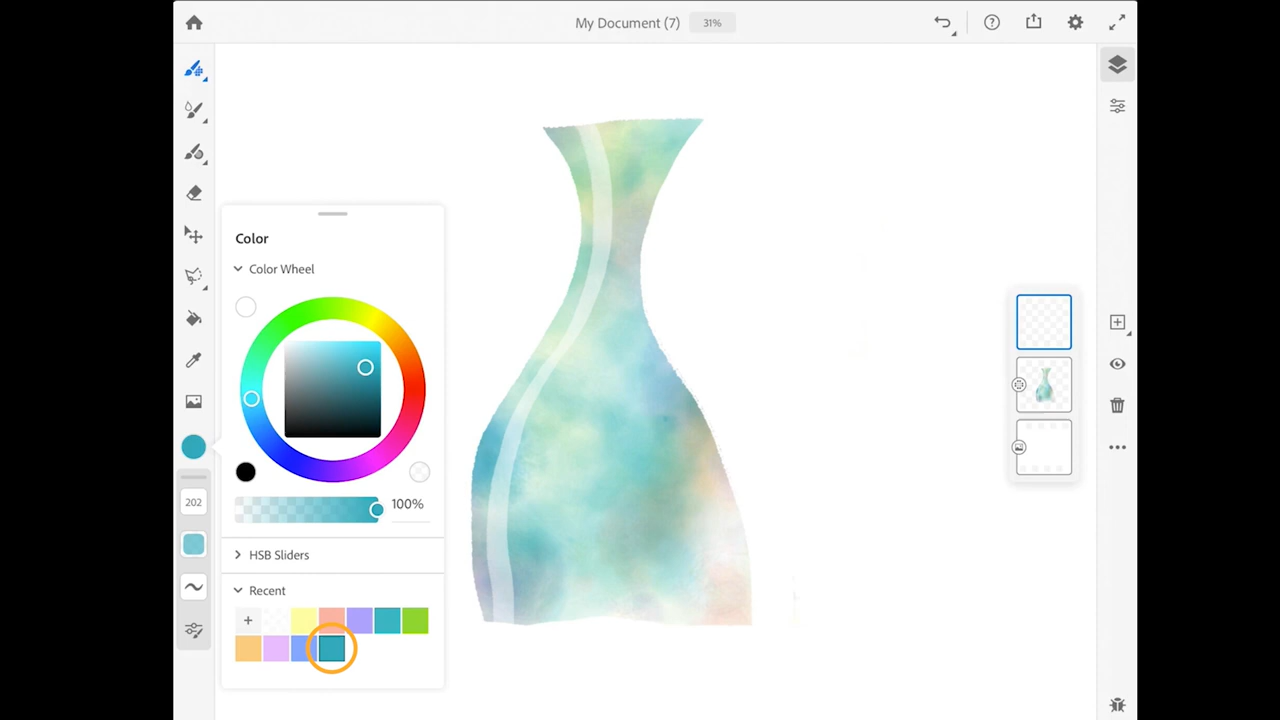 My Document (7) 31%
Color
Color Wheel
100%
HSB Sliders
Recent
202